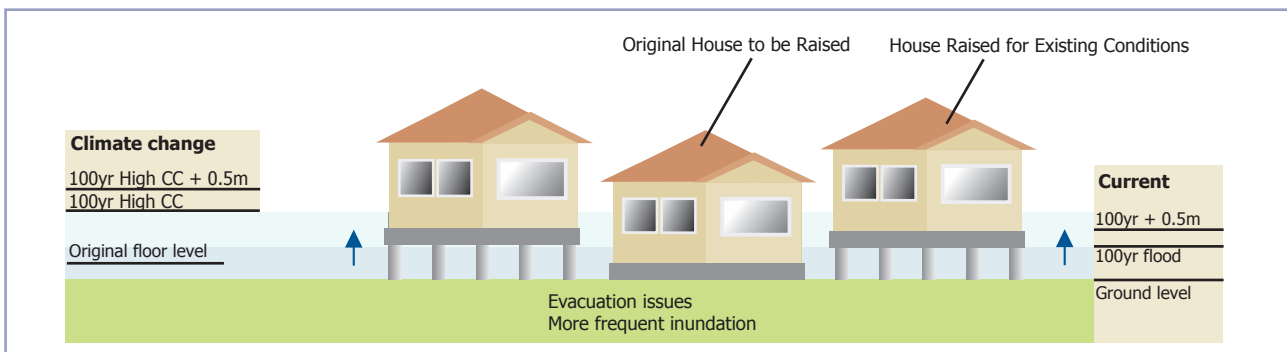 Original House to be Raised
House Raised for Existing Conditions
Climate change
100yr High CC + 0.5m
100yr High CC
Original floor level
Current
100yr + 0.5m
100yr flood
Ground level
Evacuation issues
More frequent inundation